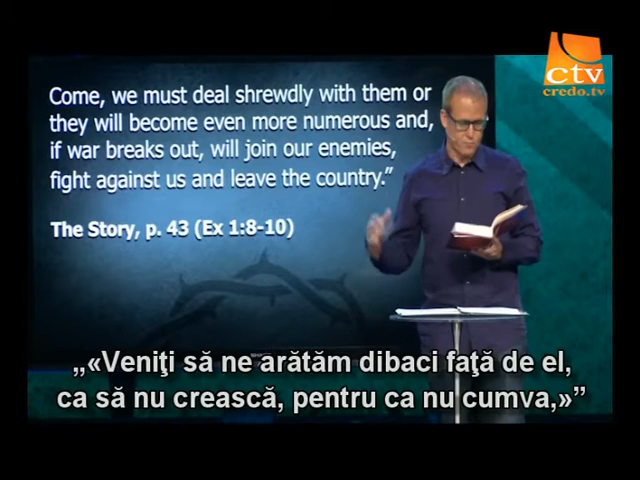 ctv
credo.tv
Come, we must deal shrewdly with them or
they will become even more numerous and,
if war breaks out, will join our enemies,
fight against us and leave the country.”
The Story, p. 43 (Ex 1:8-10)
„«Veniţi să ne arătăm dibaci faţă de el,
ca să nu crească, pentru ca nu cumva,»”